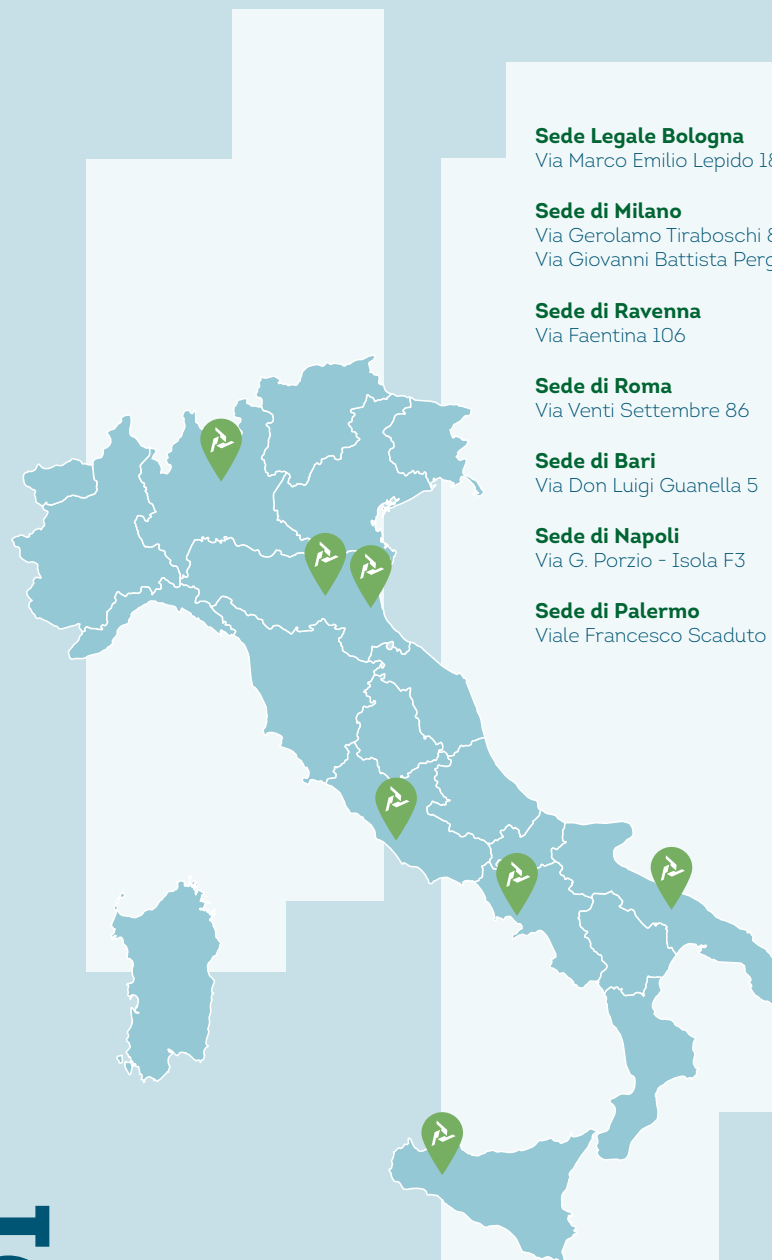 Sede Legale Bologna
Via Marco Emilio Lepido
Sede di Milano
Via Gerolamo Tiraboschi
Via Giovanni Battista
Sede di Ravenna
Via Faentina 106
Sede di Roma
Via Venti Settembre 86
Sede di Bari
Via Don Luigi Guanella 5
Sede di Napoli
Via G. Porzio - Isola F3
Sede di Palermo
Viale Francesco Scaduto